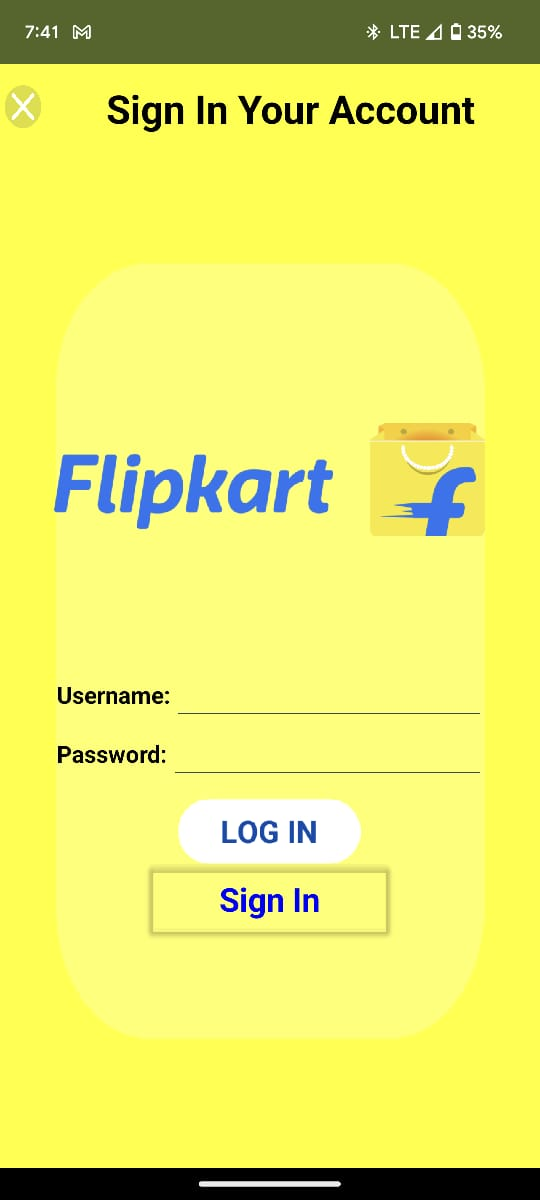 7:41 LTE 35%
Sign In Your Account
Flipkart f
Username:
Password:
LOG IN
Sign In